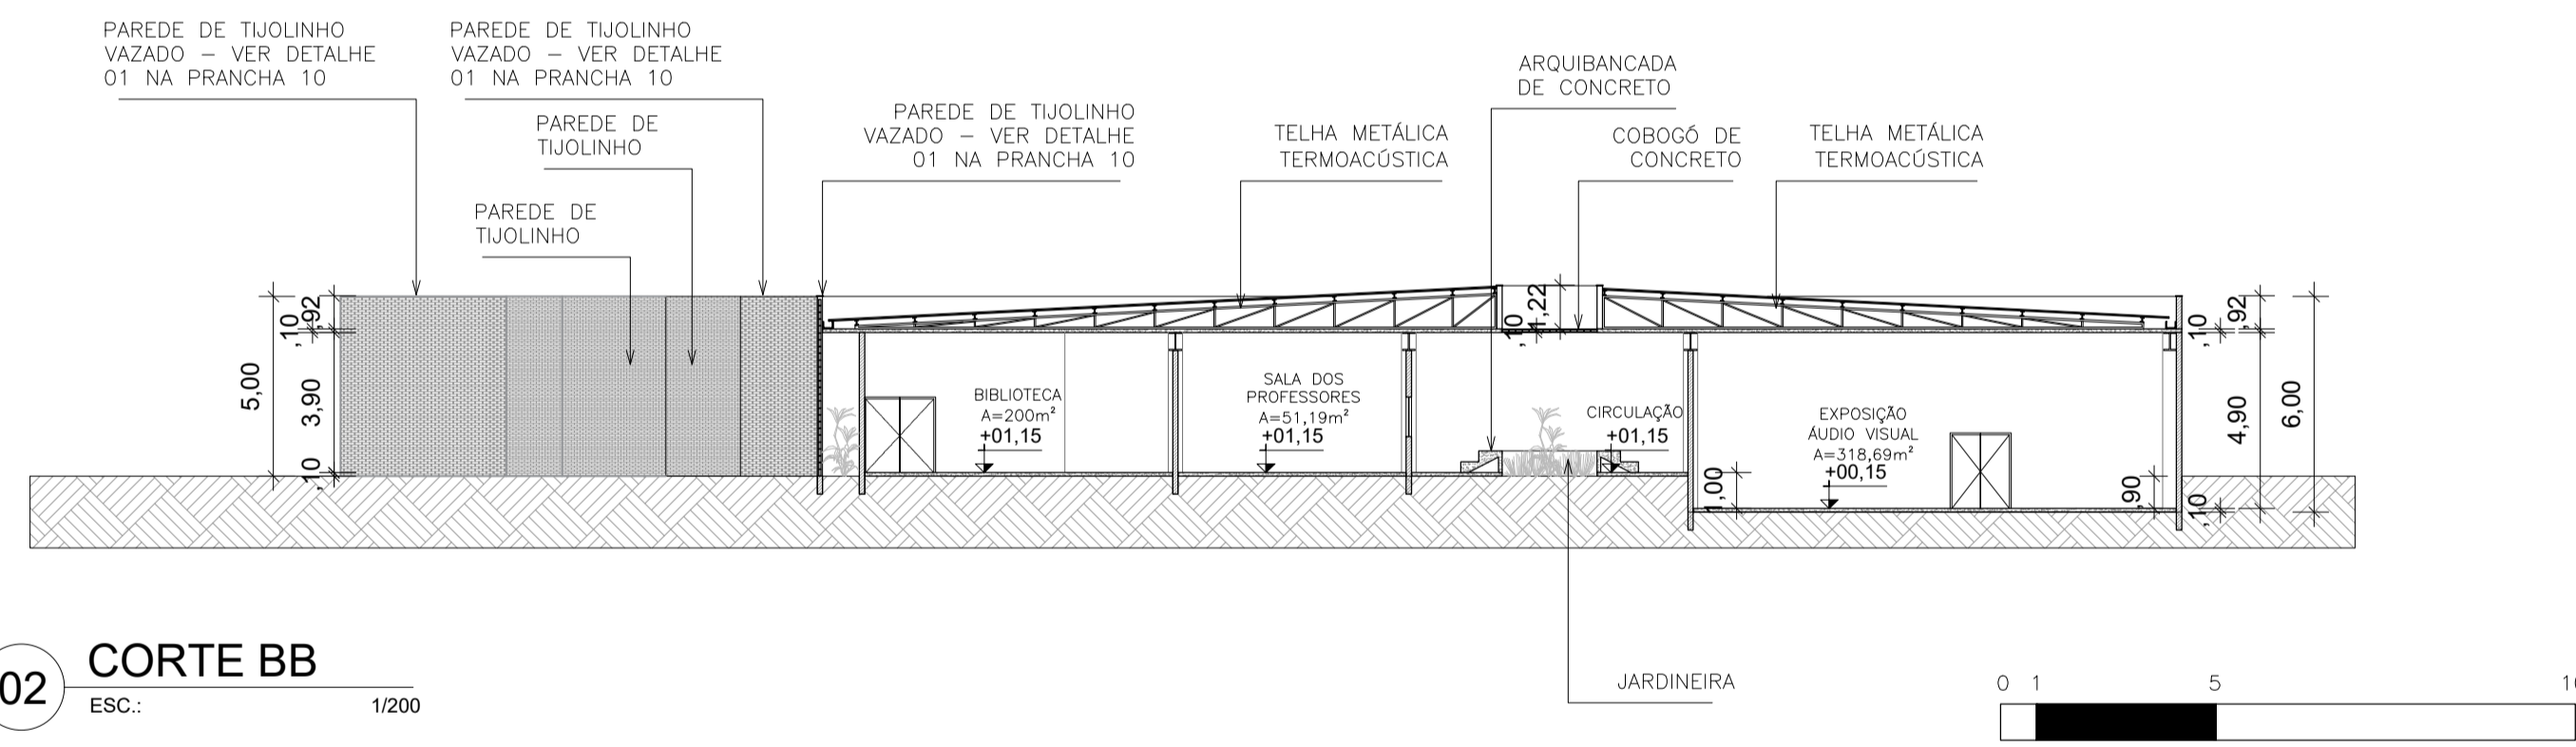 PAREDE DE TIJOLINHO
VAZADO – VER DETALHE
01 NA PRANCHA 10
PAREDE DE TIJOLINHO
VAZADO – VER DETALHE
01 NA PRANCHA 10
PAREDE DE
TIJOLINHO
PAREDE DE
TIJOLINHO
PAREDE DE TIJOLINHO
VAZADO – VER DETALHE
01 NA PRANCHA 10
TELHA METÁLICA
TERMOACÚSTICA
ARQUIBANCADA
DE CONCRETO
COBOGÓ DE
CONCRETO
TELHA METÁLICA
TERMOACÚSTICA
5,00
,10
,92
3,90
,10
BIBLIOTECA
A=200m²
+01,15
SALA DOS
PROFESSORES
A=51,19m²
+01,15
,10
1,22
CIRCULAÇÃO
+01,15
1,00
EXPOSIÇÃO
ÁUDIO VISUAL
A=318,69m²
+00,15
,90
,10
,92
,10
4,90
6,00
JARDINEIRA
02
CORTE BB
ESC.: 1/200
0 1 5 10